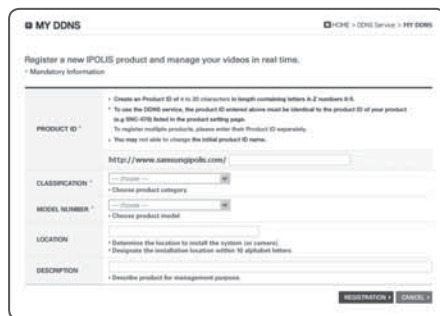 MY DDNS
HOME > DDNS Service > MY DDNS
Register a new IPOLIS product and manage your videos in real time.
* Mandatory Information
PRODUCT ID *
Create an Product ID of 4 to 20 characters in length containing letters A-Z numbers 0-9.
To use the DDNS service, the product ID entered above must be identical to the product ID of your product
(e.g SNC-570) listed in the product setting page.
To register multiple products, please enter their Product ID separately.
You may not able to change the initial product ID name.
http://www.samsungipolis.com/
CLASSIFICATION *
--- choose ---
Choose product category
MODEL NUMBER *
--- choose ---
Choose product model
LOCATION
Determine the location to install the system (or camera)
Designate the installation location within 10 alphabet letters.
DESCRIPTION
Describe product for management purpose.
REGISTRATION >
CANCEL >